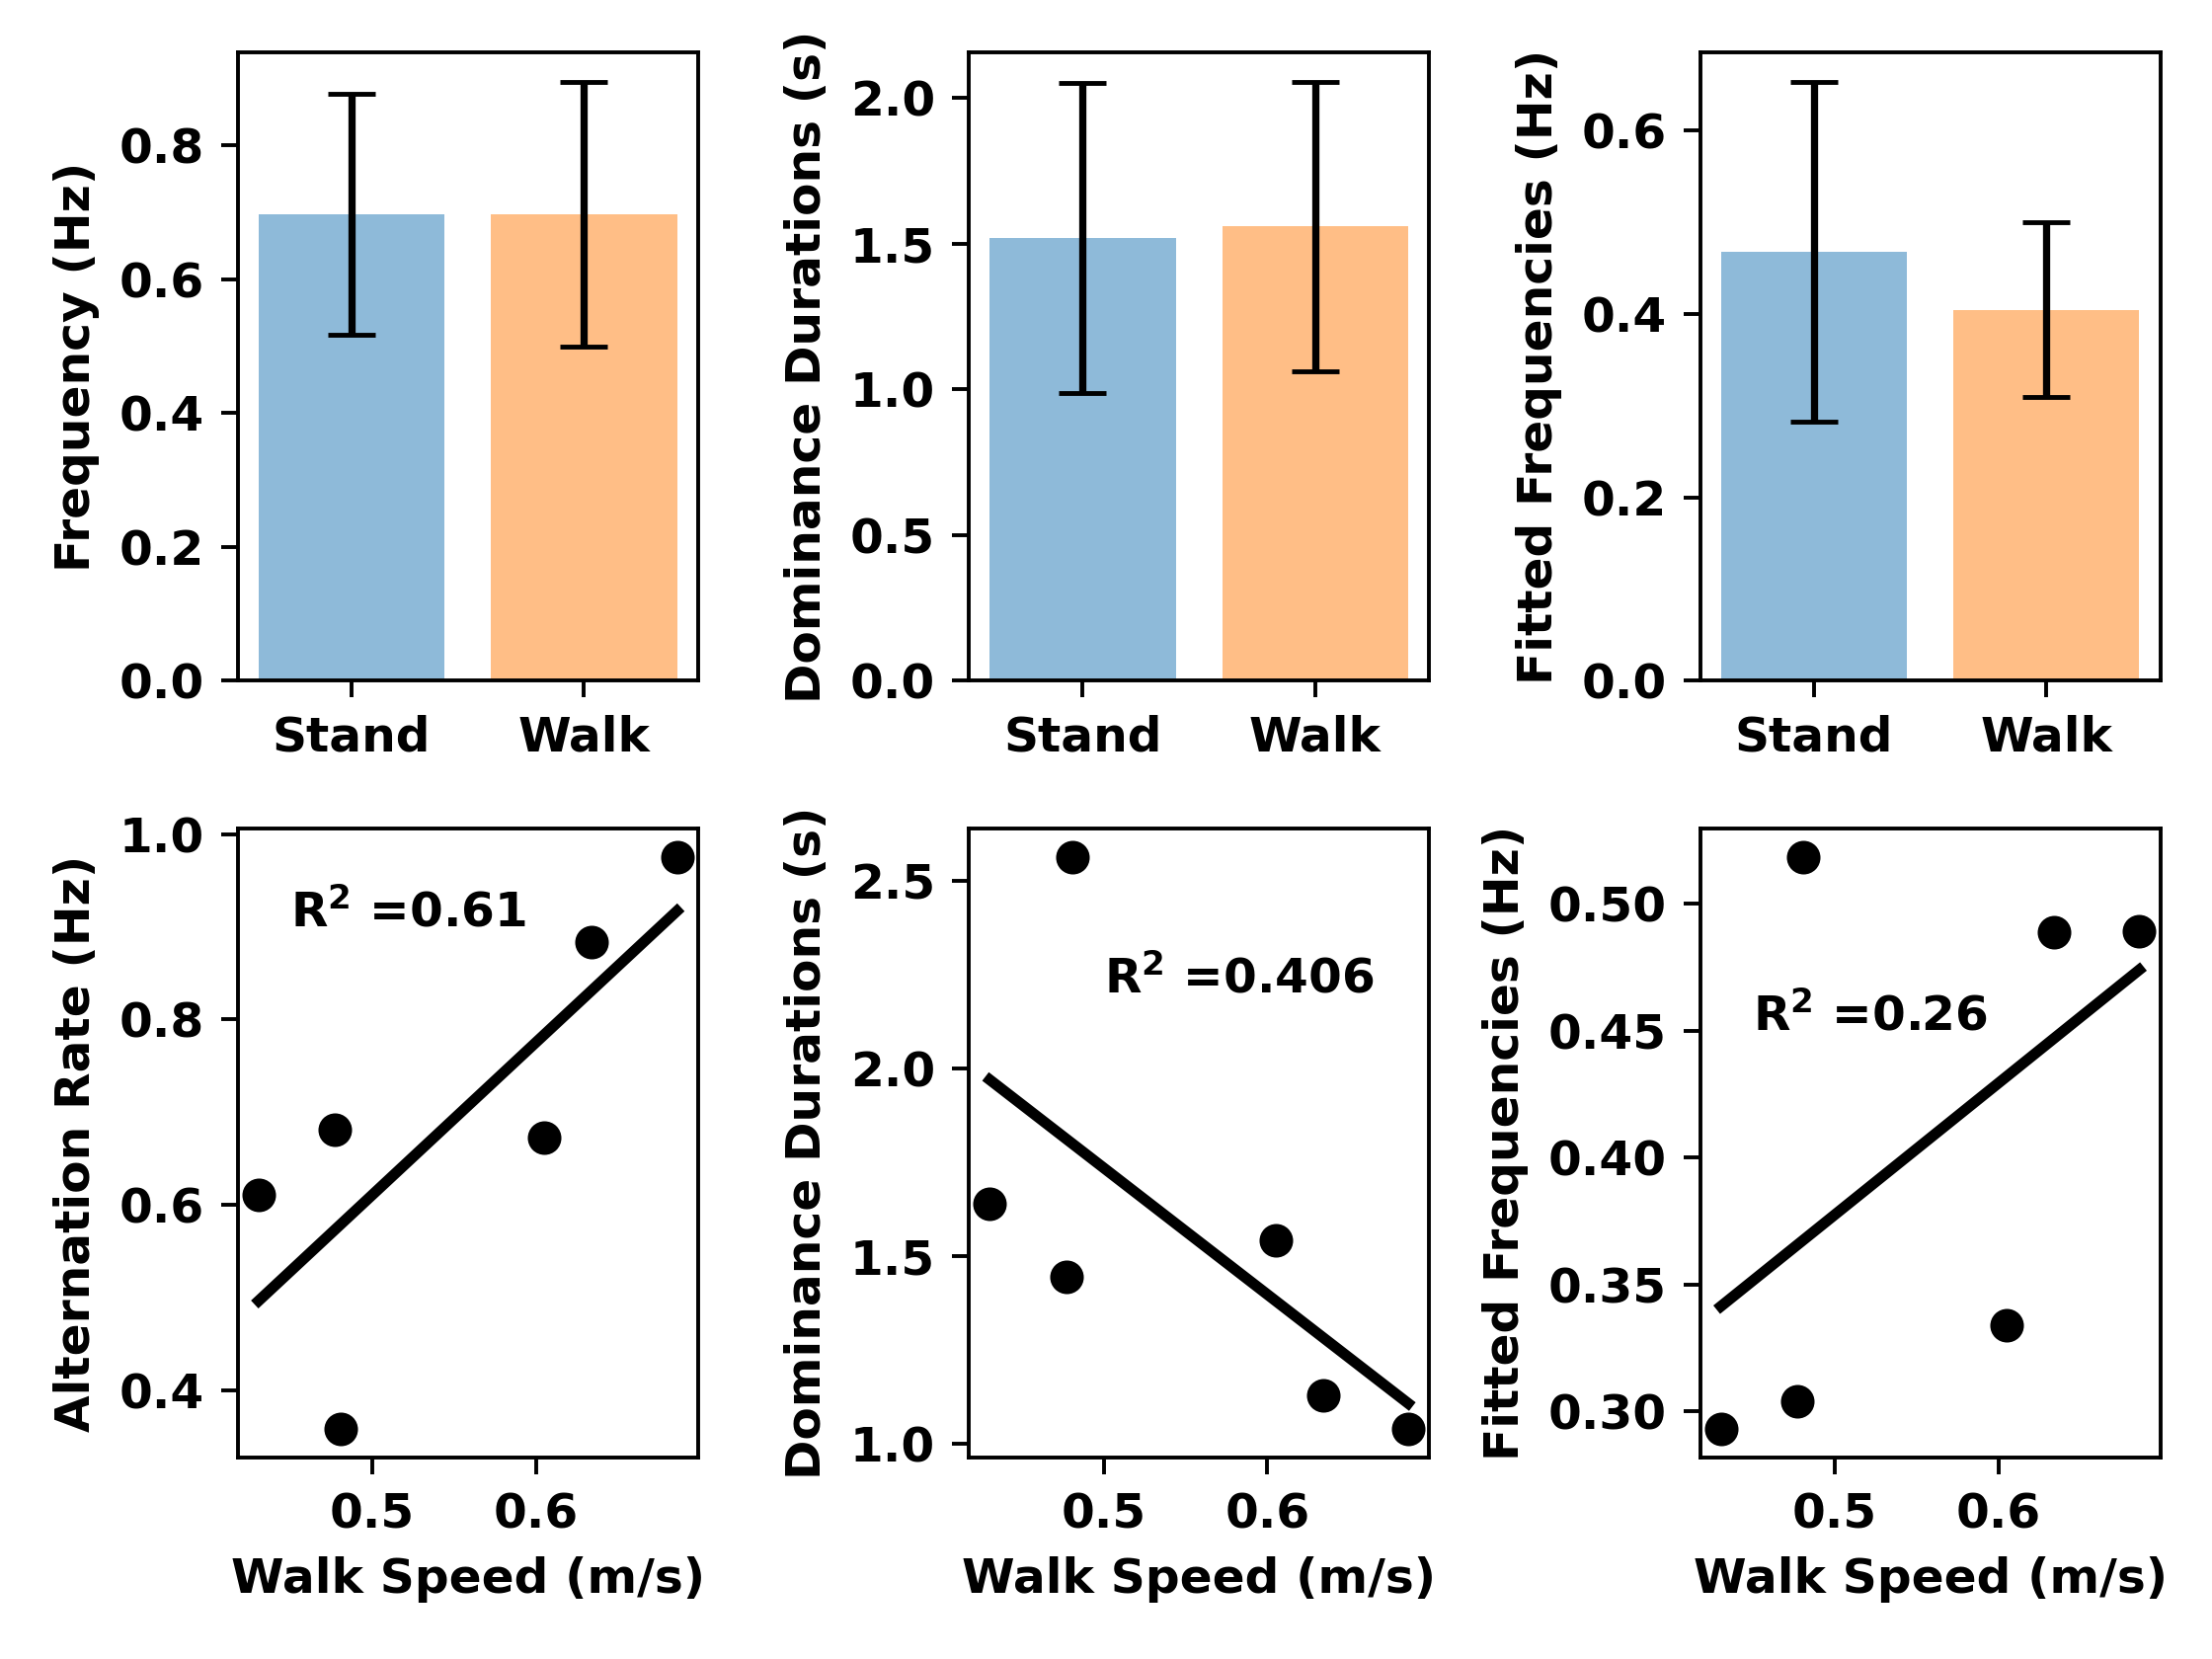 Frequency (Hz)
0.8
0.6
0.4
0.2
0.0
Stand Walk
Dominance Durations (s)
2.0
1.5
1.0
0.5
0.0
Stand Walk
Fitted Frequencies (Hz)
0.6
0.4
0.2
0.0
Stand Walk
Alternation Rate (Hz)
1.0
0.8
0.6
0.4
R² =0.61
0.5 0.6
Walk Speed (m/s)
Dominance Durations (s)
2.5
2.0
1.5
1.0
R² =0.406
0.5 0.6
Walk Speed (m/s)
Fitted Frequencies (Hz)
0.50
0.45
0.40
0.35
0.30
R² =0.26
0.5 0.6
Walk Speed (m/s)